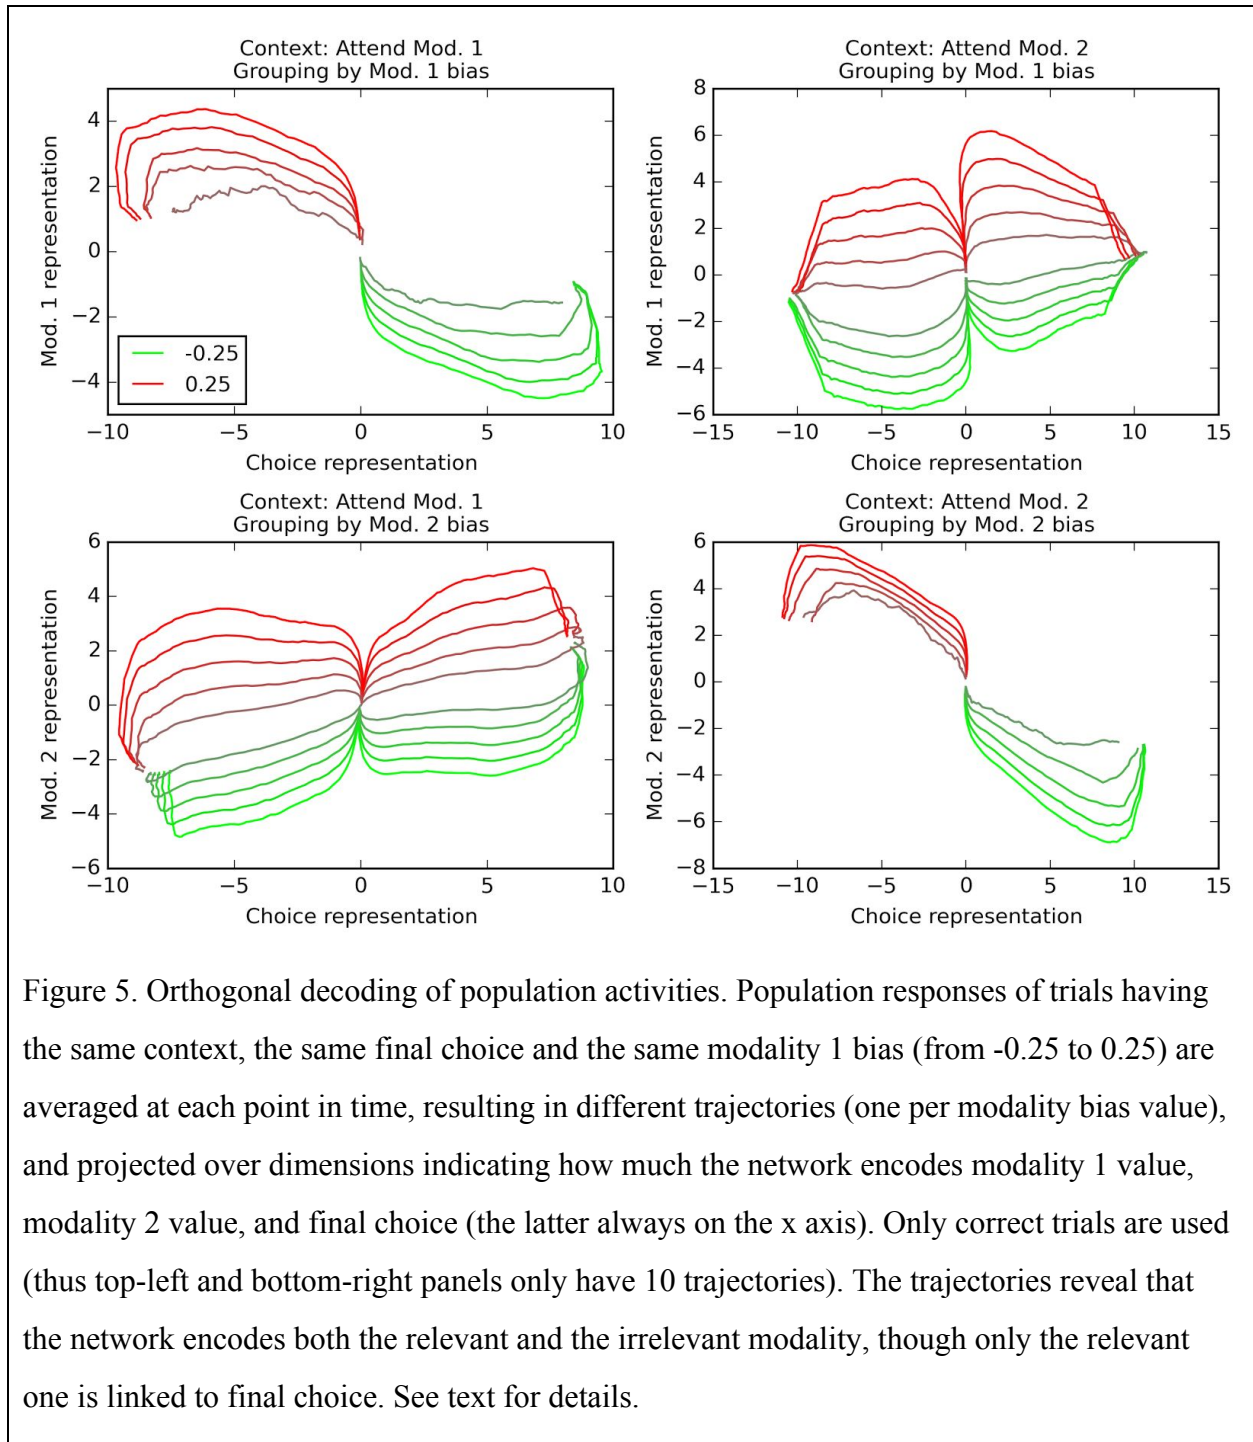 Context: Attend Mod. 1
Grouping by Mod. 1 bias
4
2
0
−2
−4
Mod. 1 representation
-0.25
0.25
−10
−5
0
5
10
Choice representation
Context: Attend Mod. 2
Grouping by Mod. 1 bias
8
6
4
2
0
−2
−4
−6
Mod. 1 representation
−15
−10
−5
0
5
10
15
Choice representation
Context: Attend Mod. 1
Grouping by Mod. 2 bias
6
4
2
0
−2
−4
−6
Mod. 2 representation
−10
−5
0
5
10
Choice representation
Context: Attend Mod. 2
Grouping by Mod. 2 bias
6
4
2
0
−2
−4
−6
−8
Mod. 2 representation
−15
−10
−5
0
5
10
15
Choice representation
Figure 5. Orthogonal decoding of population activities. Population responses of trials having
the same context, the same final choice and the same modality 1 bias (from -0.25 to 0.25) are
averaged at each point in time, resulting in different trajectories (one per modality bias value),
and projected over dimensions indicating how much the network encodes modality 1 value,
modality 2 value, and final choice (the latter always on the x axis). Only correct trials are used
(thus top-left and bottom-right panels only have 10 trajectories). The trajectories reveal that
the network encodes both the relevant and the irrelevant modality, though only the relevant
one is linked to final choice. See text for details.